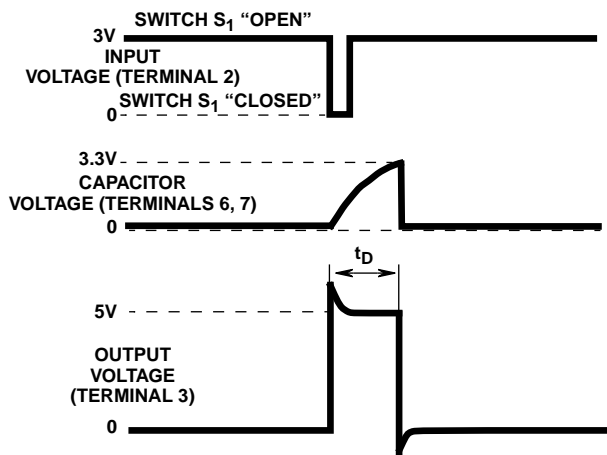 SWITCH S1 “OPEN”
3V
INPUT
VOLTAGE (TERMINAL 2)
SWITCH S1 “CLOSED”
0
3.3V
CAPACITOR
VOLTAGE (TERMINALS 6, 7)
0
tD
5V
OUTPUT
VOLTAGE
(TERMINAL 3)
0